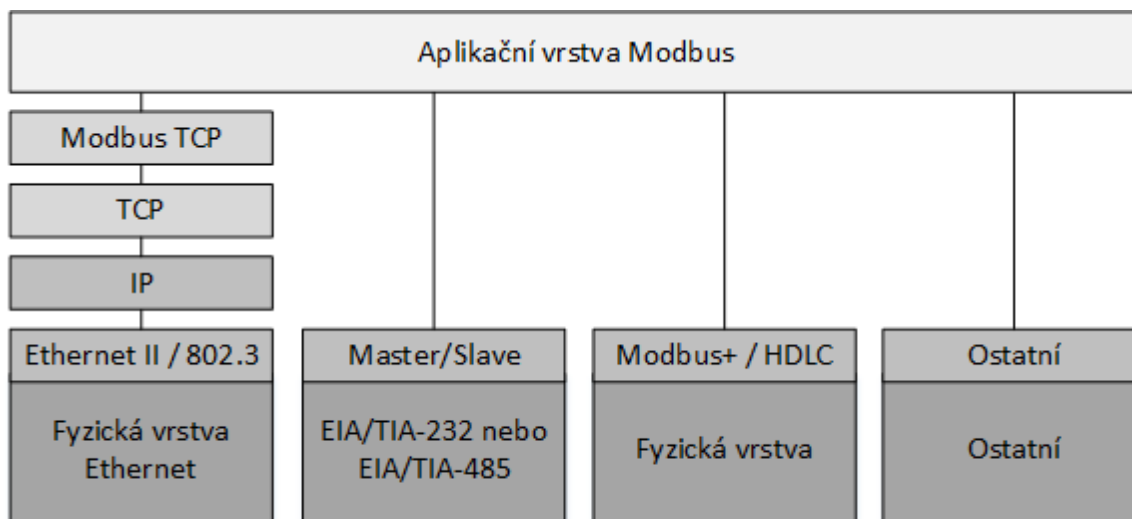 Aplikační vrstva Modbus
Modbus TCP
TCP
IP
Ethernet II / 802.3
Master/Slave
Modbus+ / HDLC
Ostatní
Fyzická vrstva
Ethernet
EIA/TIA-232 nebo
EIA/TIA-485
Fyzická vrstva
Ostatní